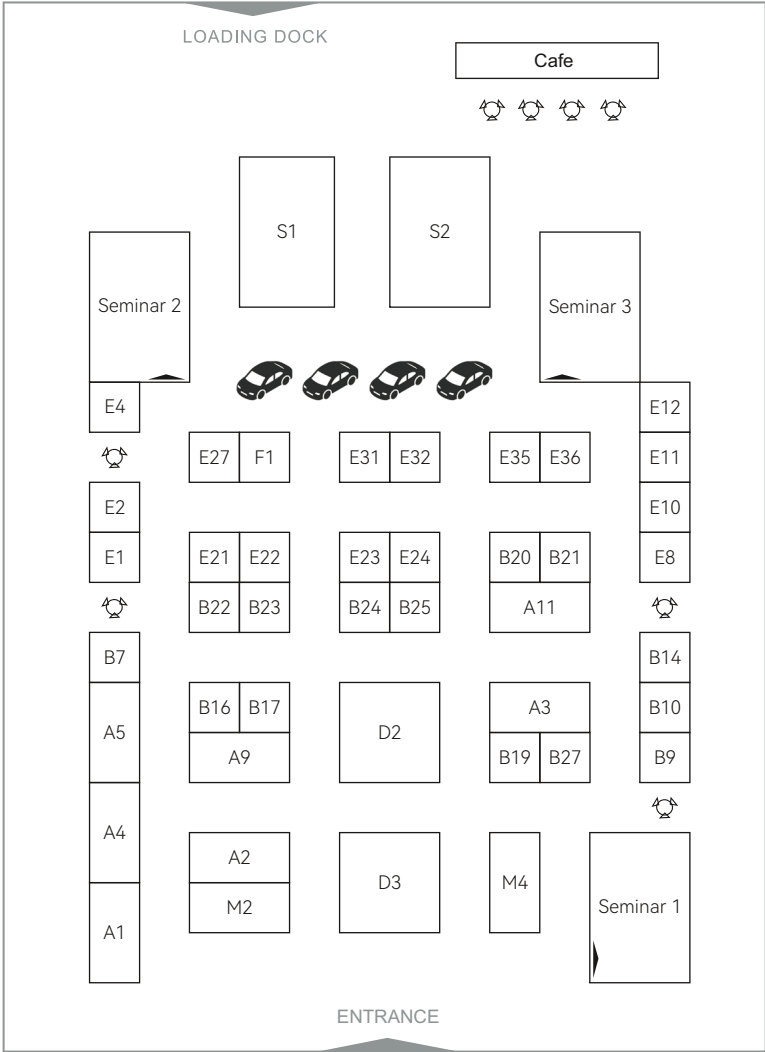 LOADING DOCK
Cafe
S1
S2
Seminar 2
Seminar 3
E4
E12
E27
F1
E31
E32
E35
E36
E11
E2
E10
E1
E21
E22
E23
E24
B20
B21
E8
B22
B23
B24
B25
A11
B7
B14
A5
B16
B17
D2
A3
B10
A9
B19
B27
B9
A4
A2
D3
M4
Seminar 1
M2
A1
ENTRANCE